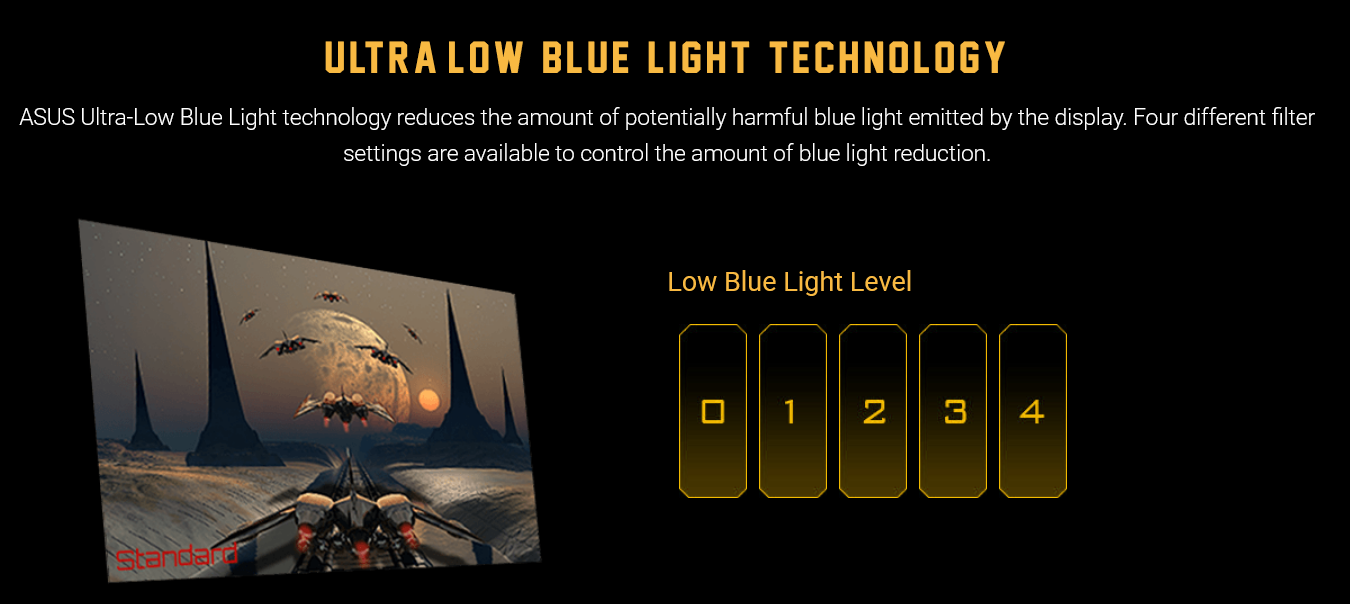 ULTRA LOW BLUE LIGHT TECHNOLOGY
ASUS Ultra-Low Blue Light technology reduces the amount of potentially harmful blue light emitted by the display. Four different filter
settings are available to control the amount of blue light reduction.
Low Blue Light Level
0 1 2 3 4
Standard